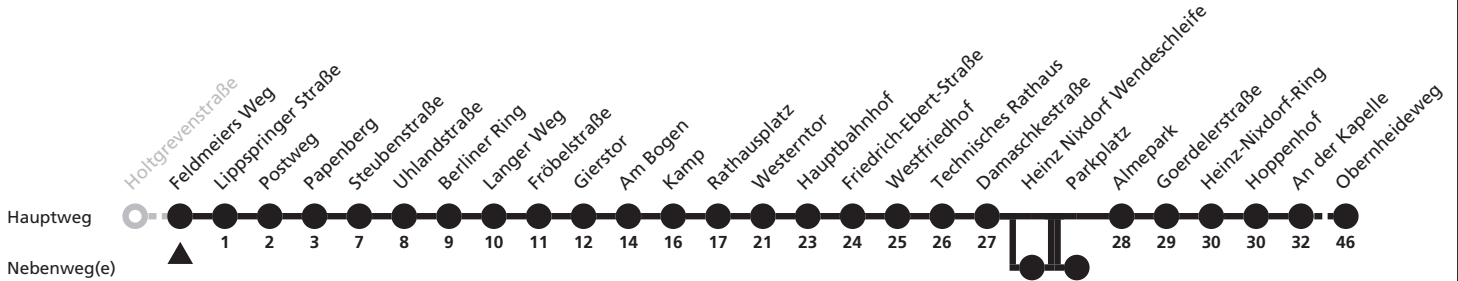 Holtgrevenstraße
Feldmeiers Weg
Lippspringer Straße
Postweg
Papenberg
Steubenstraße
Uhlandstraße
Berliner Ring
Langer Weg
Fröbelstraße
Gierstor
Am Bogen
Kamp
Rathausplatz
Westerntor
Hauptbahnhof
Friedrich-Ebert-Straße
Westfriedhof
Technisches Rathaus
Damaschkestraße
Heinz Nixdorf Wendeschleife
Parkplatz
Almepark
Goerdelerstraße
Heinz-Nixdorf-Ring
Hoppenhof
An der Kapelle
Obernheideweg
Hauptweg
1 2 3 7 8 9 10 11 12 14 16 17 21 23 24 25 26 27 28 29 30 30 32 46
Nebenweg(e)